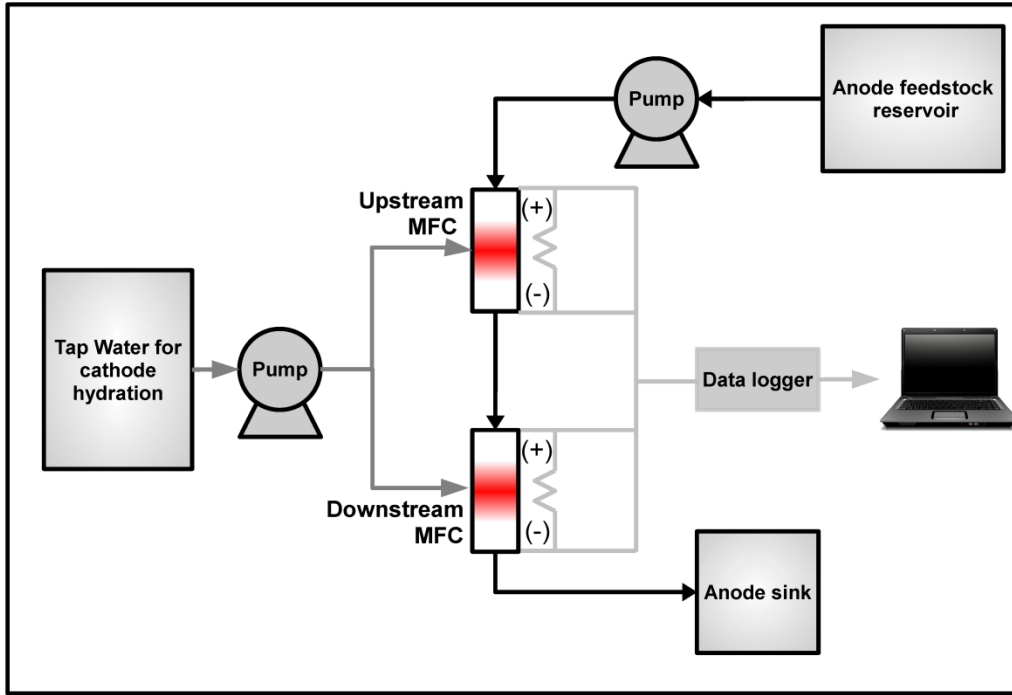 Pump
Anode feedstock
reservoir
Upstream
MFC
(+)
(-)
Tap Water for
cathode
hydration
Pump
Data logger
Downstream
MFC
(+)
(-)
Anode sink